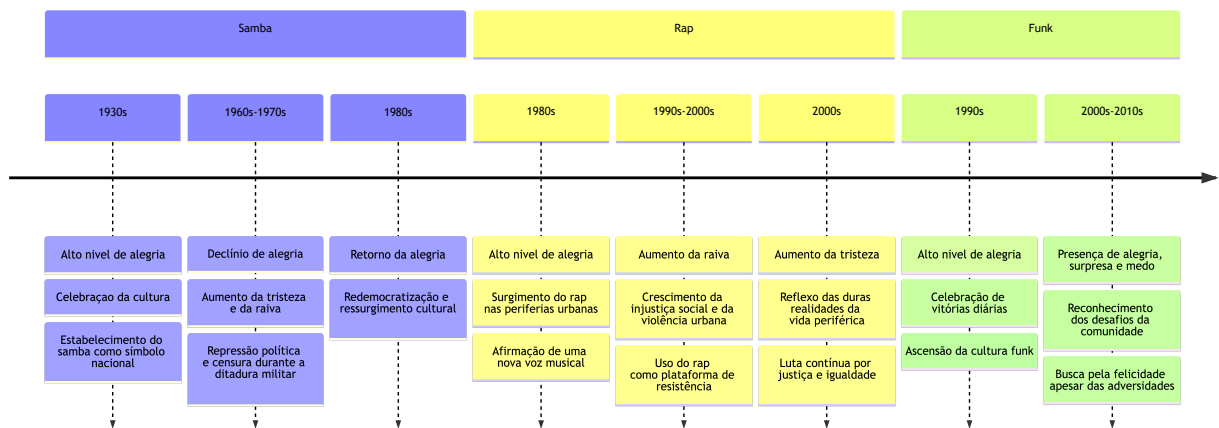 Samba
Rap
Funk
1930s
1960s-1970s
1980s
1980s
1990s-2000s
2000s
1990s
2000s-2010s
Alto nivel de alegria
Celebraçao da cultura
Estabelecimento do
samba como símbolo
nacional
Declínio de alegria
Aumento da tristeza
e da raiva
Repressão política
e censura durante a
ditadura militar
Retorno da alegria
Redemocratização e
ressurgimento cultural
Alto nivel de alegria
Surgimento do rap
nas periferias urbanas
Afirmação de uma
nova voz musical
Aumento da raiva
Crescimento da
injustiça social e da
violência urbana
Uso do rap
como plataforma de
resistência
Aumento da tristeza
Reflexo das duras
realidades da
vida periférica
Luta contínua por
justiça e igualdade
Alto nivel de alegria
Celebração de
vitórias diárias
Ascensão da cultura funk
Presença de alegria,
surpresa e medo
Reconhecimento
dos desafios da
comunidade
Busca pela felicidade
apesar das adversidades